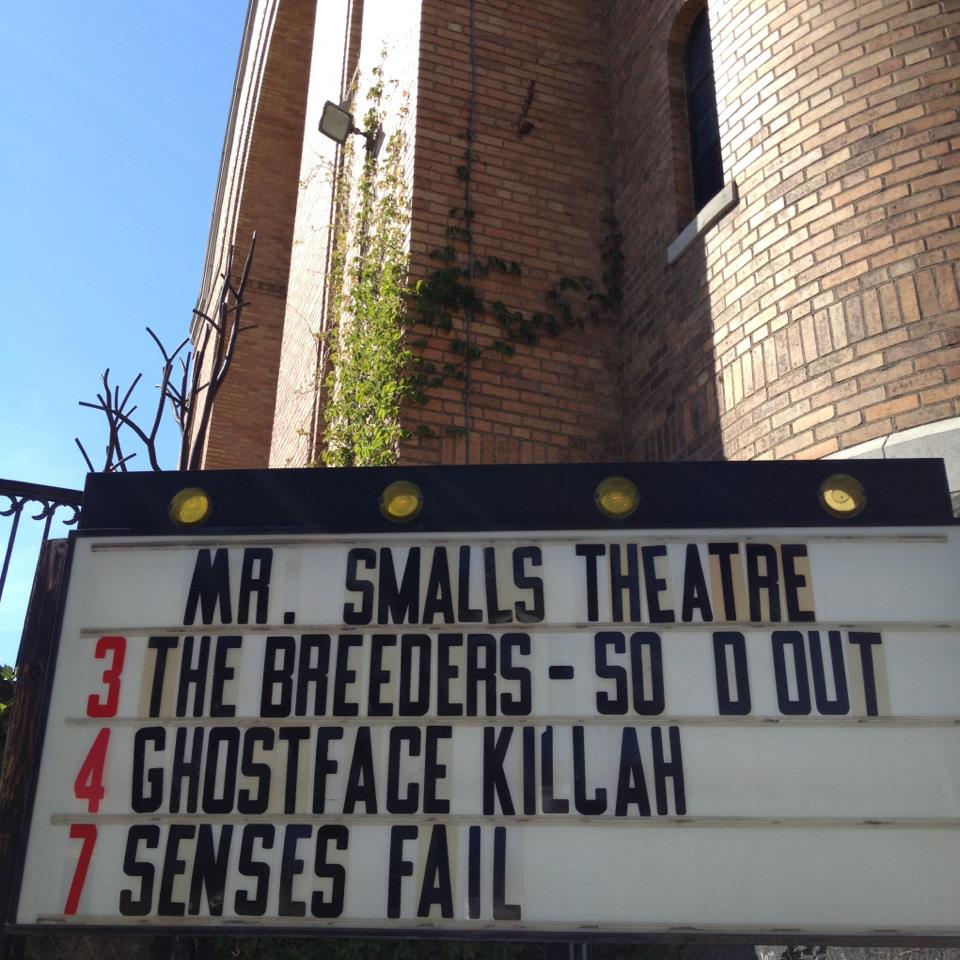 MR. SMALLS THEATRE
3 THE BREEDERS - SO D OUT
4 GHOSTFACE KILLAH
7 SENSES FAIL